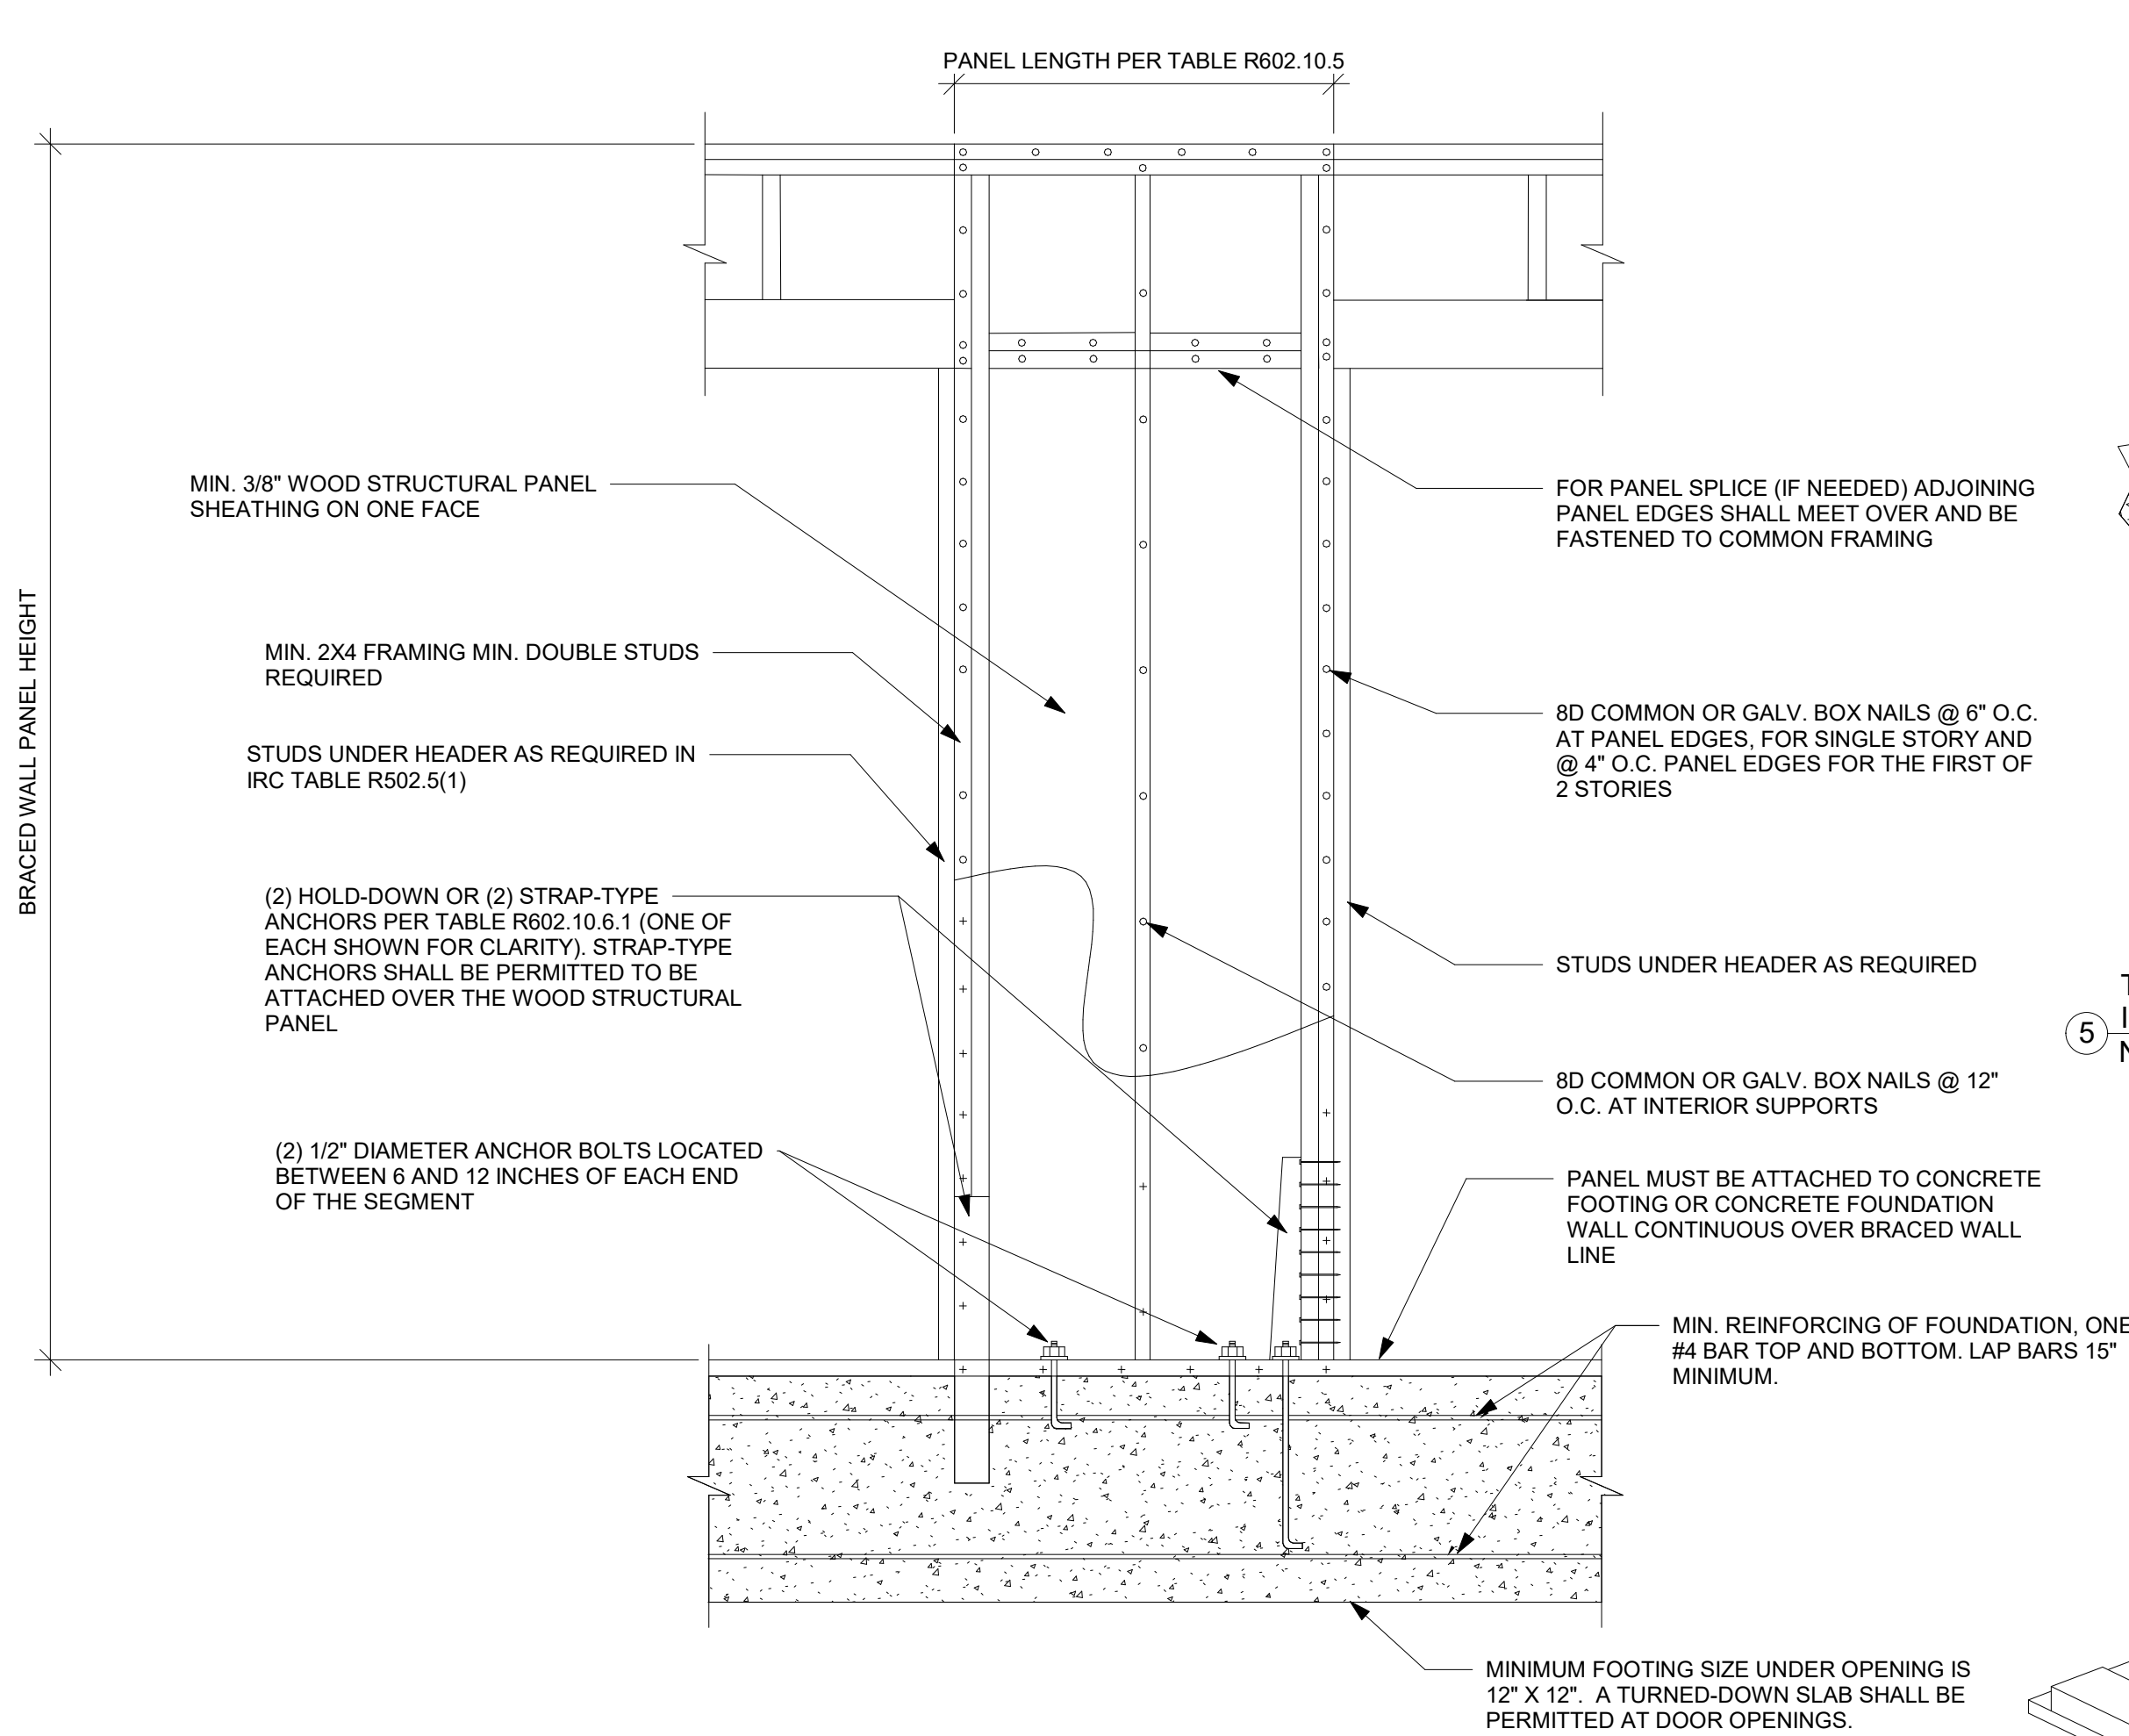 PANEL LENGTH PER TABLE R602.10.5
BRACED WALL PANEL HEIGHT
MIN. 3/8" WOOD STRUCTURAL PANEL
SHEATHING ON ONE FACE
MIN. 2X4 FRAMING MIN. DOUBLE STUDS
REQUIRED
STUDS UNDER HEADER AS REQUIRED IN
IRC TABLE R502.5(1)
(2) HOLD-DOWN OR (2) STRAP-TYPE
ANCHORS PER TABLE R602.10.6.1 (ONE OF
EACH SHOWN FOR CLARITY). STRAP-TYPE
ANCHORS SHALL BE PERMITTED TO BE
ATTACHED OVER THE WOOD STRUCTURAL
PANEL
(2) 1/2" DIAMETER ANCHOR BOLTS LOCATED
BETWEEN 6 AND 12 INCHES OF EACH END
OF THE SEGMENT
FOR PANEL SPLICE (IF NEEDED) ADJOINING
PANEL EDGES SHALL MEET OVER AND BE
FASTENED TO COMMON FRAMING
8D COMMON OR GALV. BOX NAILS @ 6" O.C.
AT PANEL EDGES, FOR SINGLE STORY AND
@ 4" O.C. PANEL EDGES FOR THE FIRST OF
2 STORIES
STUDS UNDER HEADER AS REQUIRED
8D COMMON OR GALV. BOX NAILS @ 12"
O.C. AT INTERIOR SUPPORTS
PANEL MUST BE ATTACHED TO CONCRETE
FOOTING OR CONCRETE FOUNDATION
WALL CONTINUOUS OVER BRACED WALL
LINE
MIN. REINFORCING OF FOUNDATION, ONE
#4 BAR TOP AND BOTTOM. LAP BARS 15"
MINIMUM.
MINIMUM FOOTING SIZE UNDER OPENING IS
12" X 12". A TURNED-DOWN SLAB SHALL BE
PERMITTED AT DOOR OPENINGS.
5